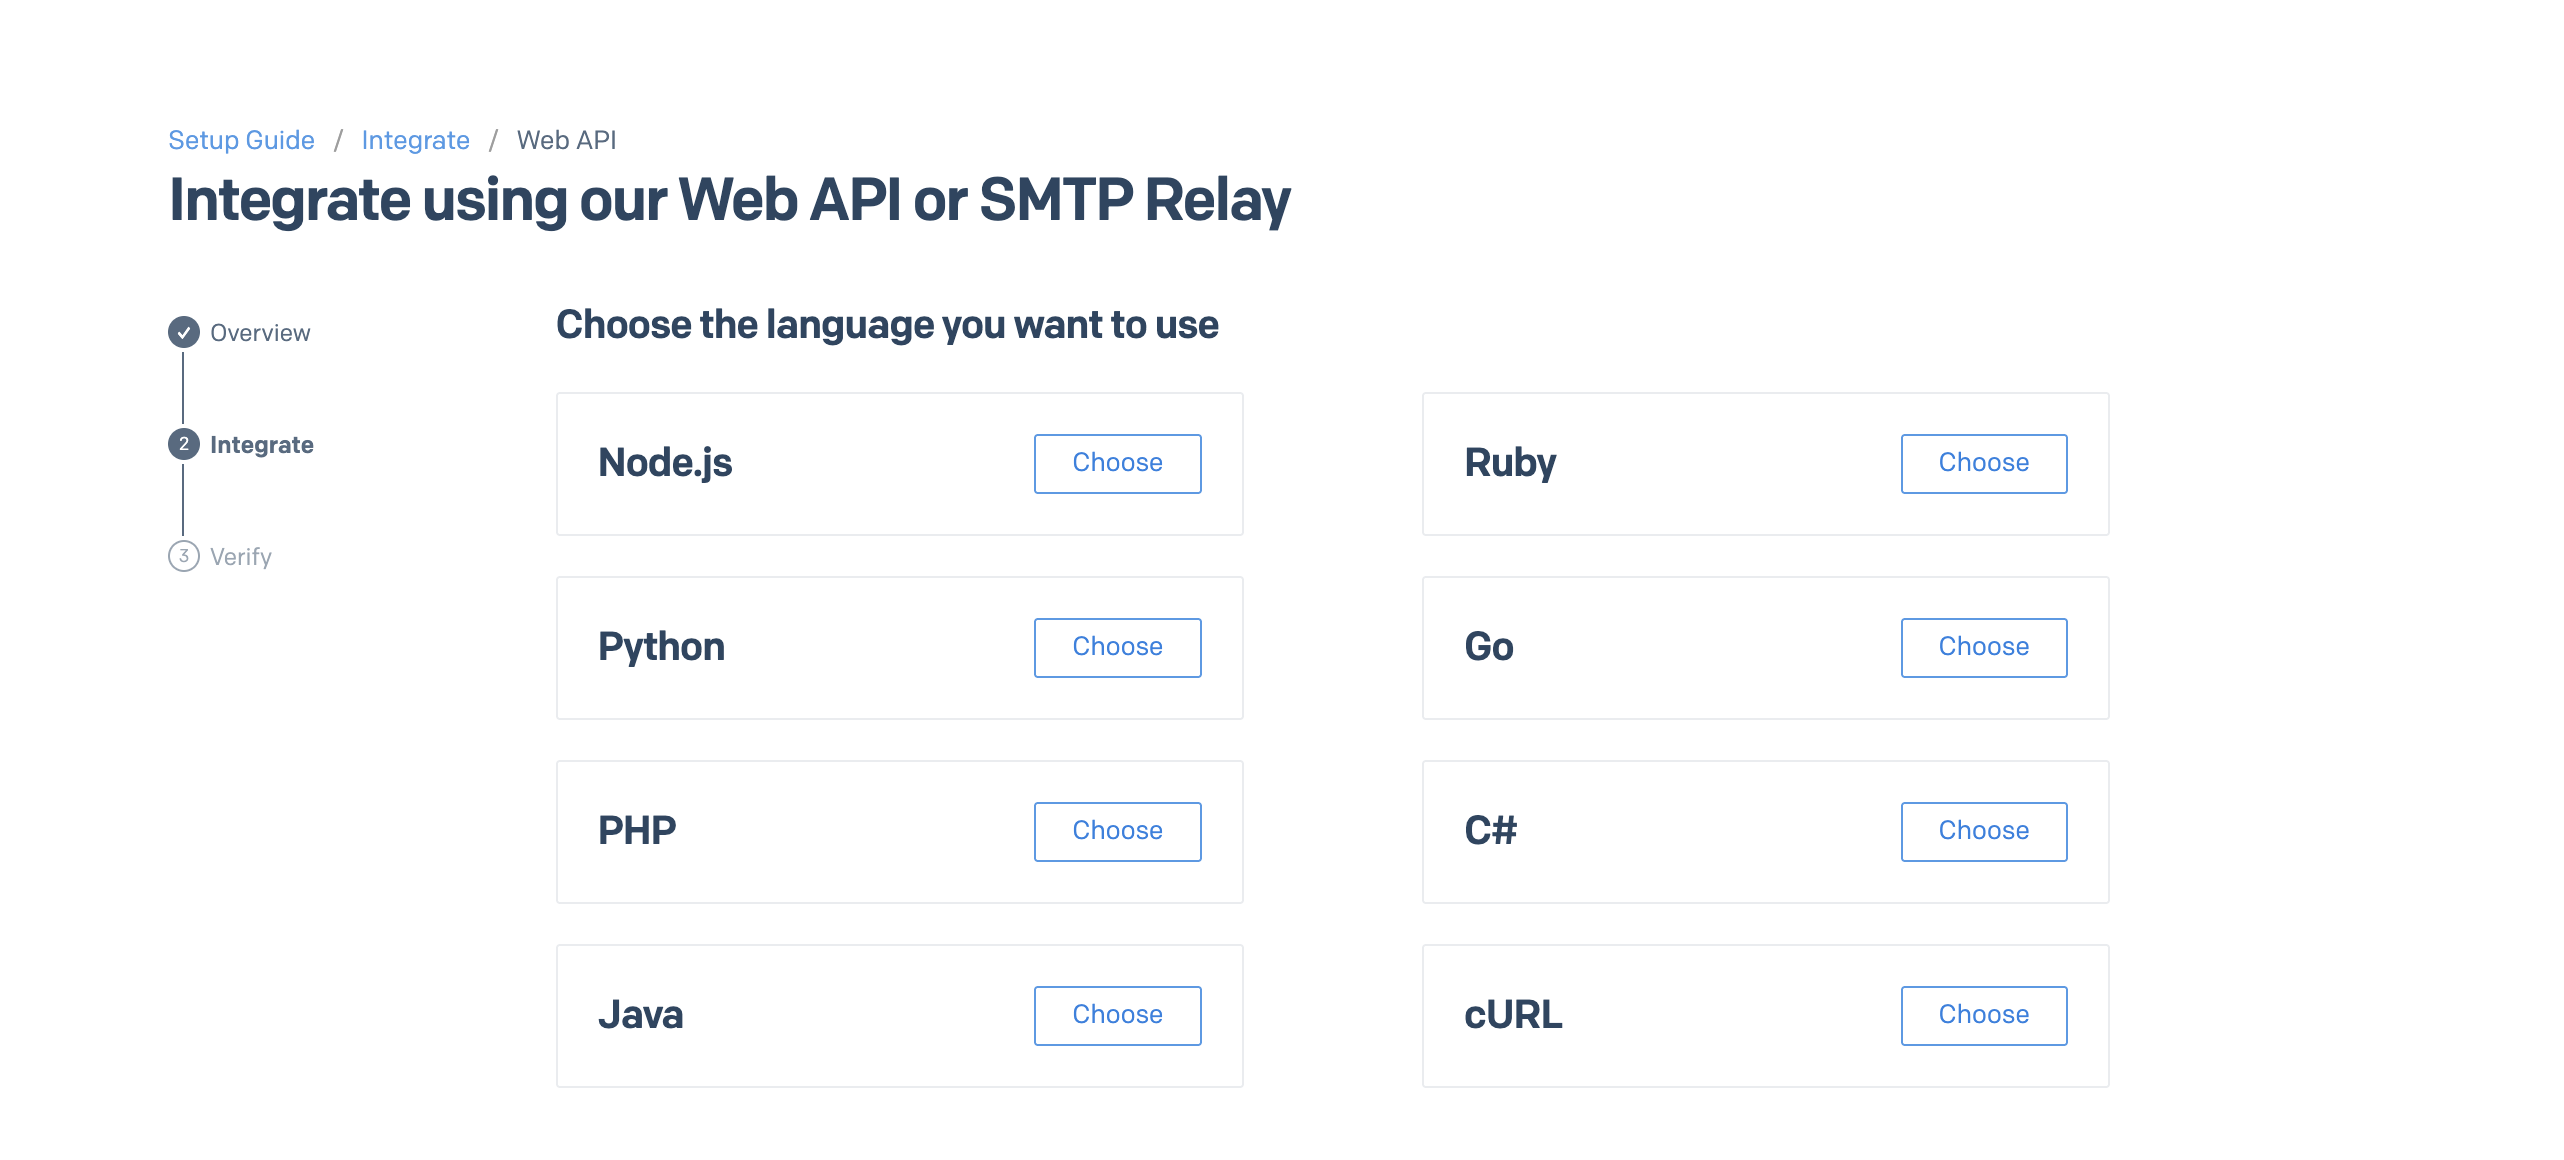 Setup Guide / Integrate / Web API
Integrate using our Web API or SMTP Relay
Overview
2 Integrate
3 Verify
Choose the language you want to use
Node.js Choose
Ruby Choose
Python Choose
Go Choose
PHP Choose
C# Choose
Java Choose
cURL Choose